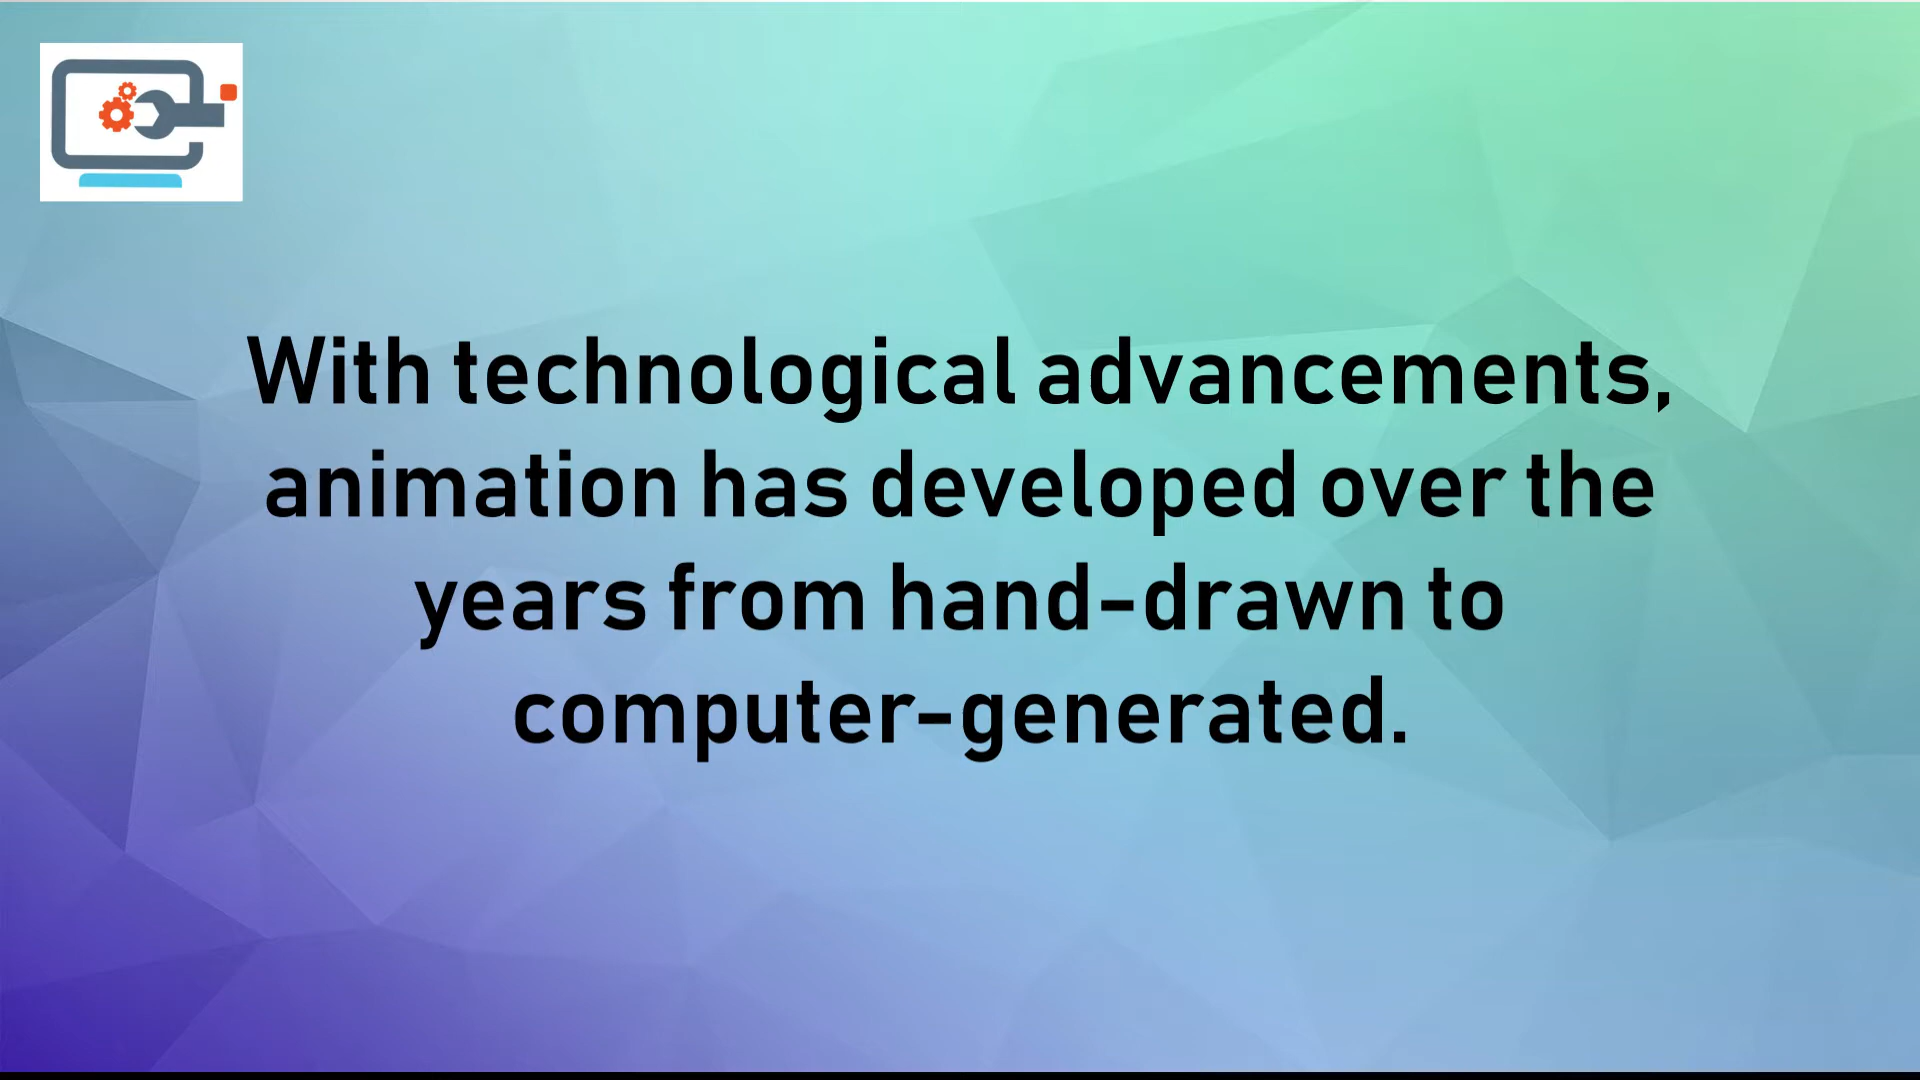 With technological advancements,
animation has developed over the
years from hand-drawn to
computer-generated.